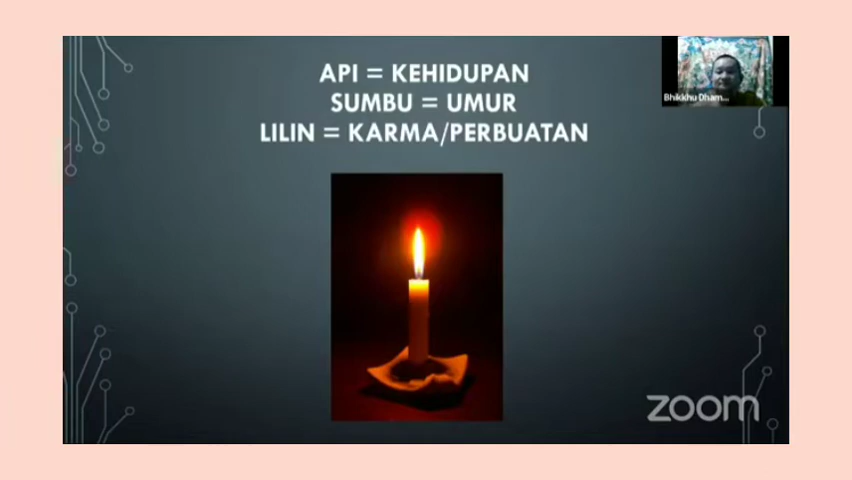 API = KEHIDUPAN
SUMBU = UMUR
LILIN = KARMA/PERBUATAN
Bhikkhu Dham...
zoom